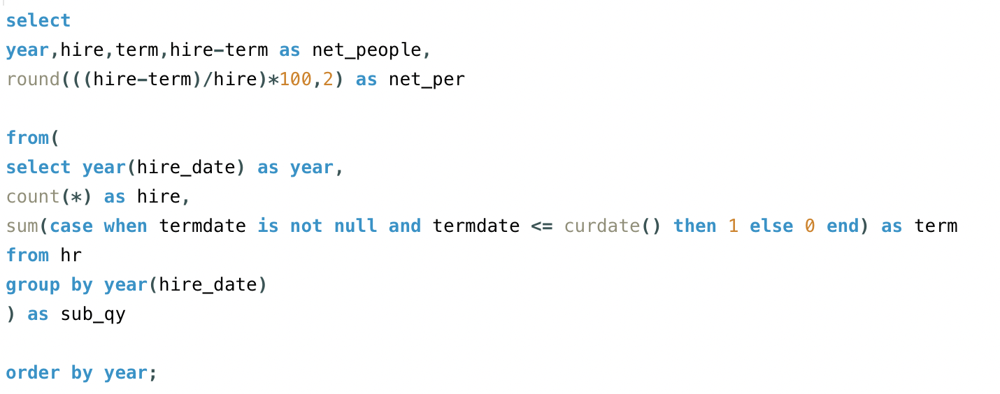 select
year,hire,term,hire-term as net_people,
round(((hire-term)/hire)*100,2) as net_per
from(
select year(hire_date) as year,
count(*) as hire,
sum(case when termdate is not null and termdate <= curdate() then 1 else 0 end) as term
from hr
group by year(hire_date)
) as sub_qy
order by year;